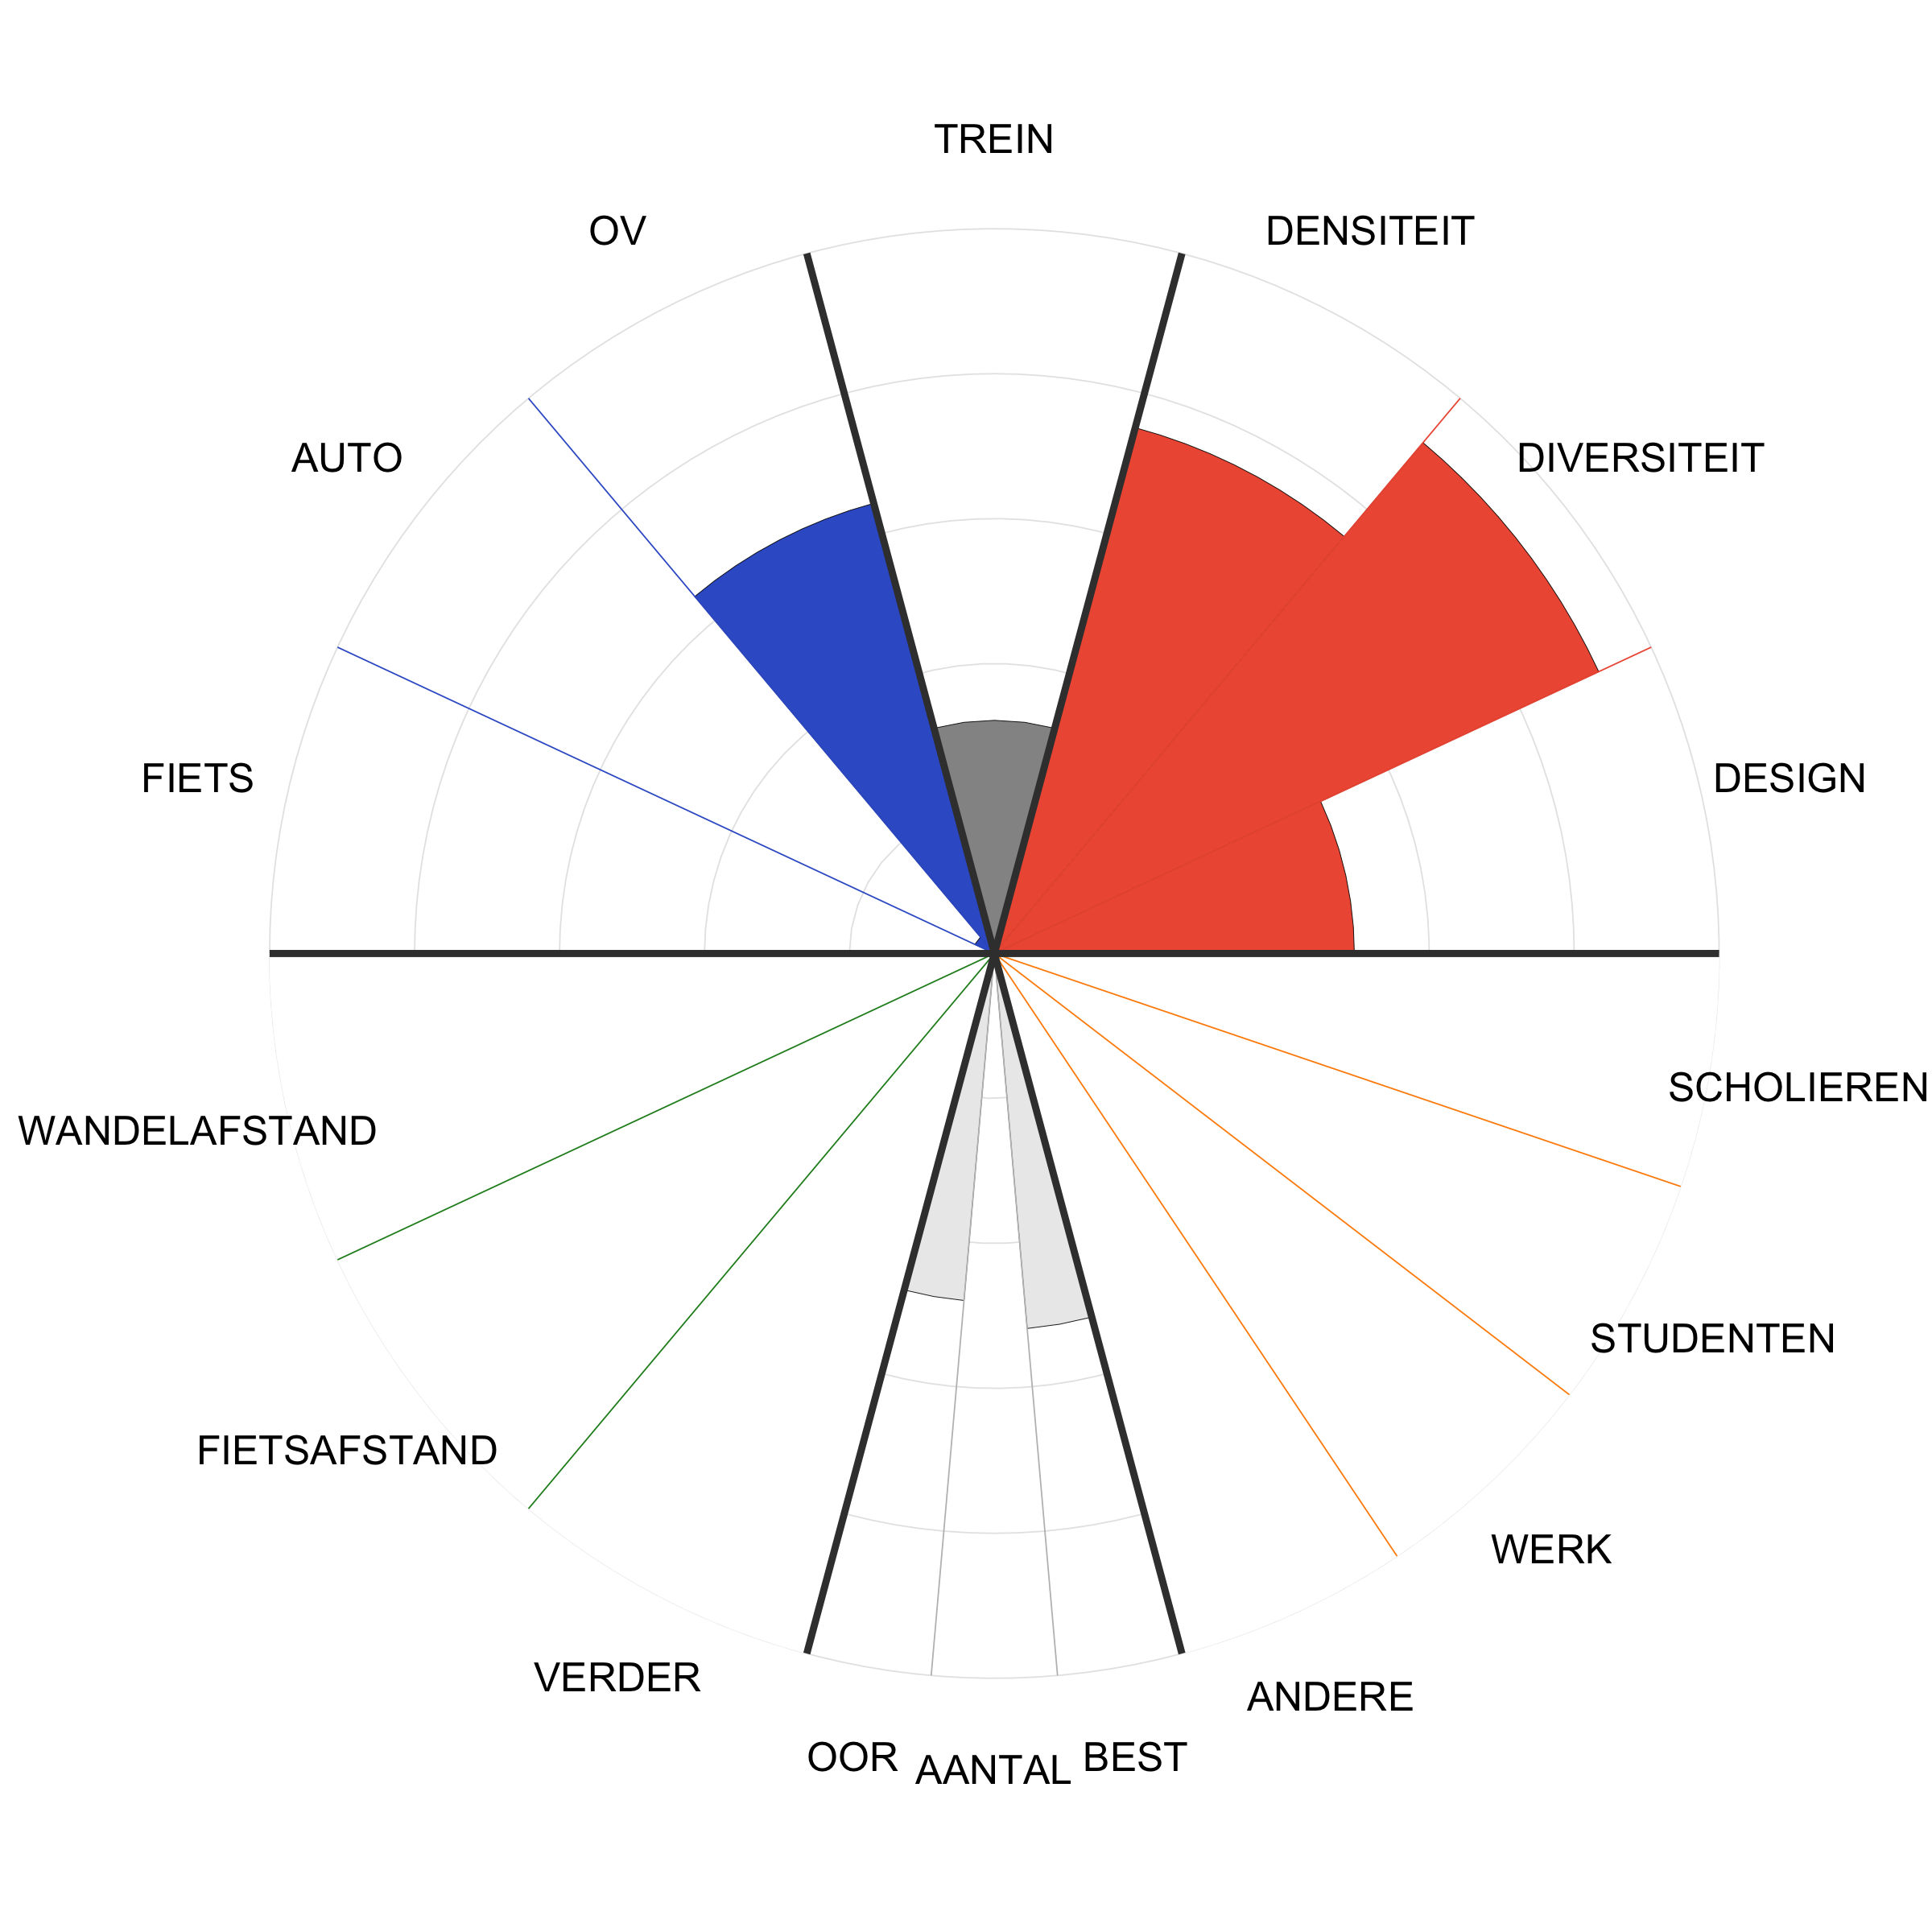 TREIN
OV
DENSITEIT
AUTO
DIVERSITEIT
FIETS
DESIGN
SCHOLIEREN
WANDELAFSTAND
STUDENTEN
FIETSAFSTAND
WERK
VERDER
ANDERE
OOR
AANTAL
BEST